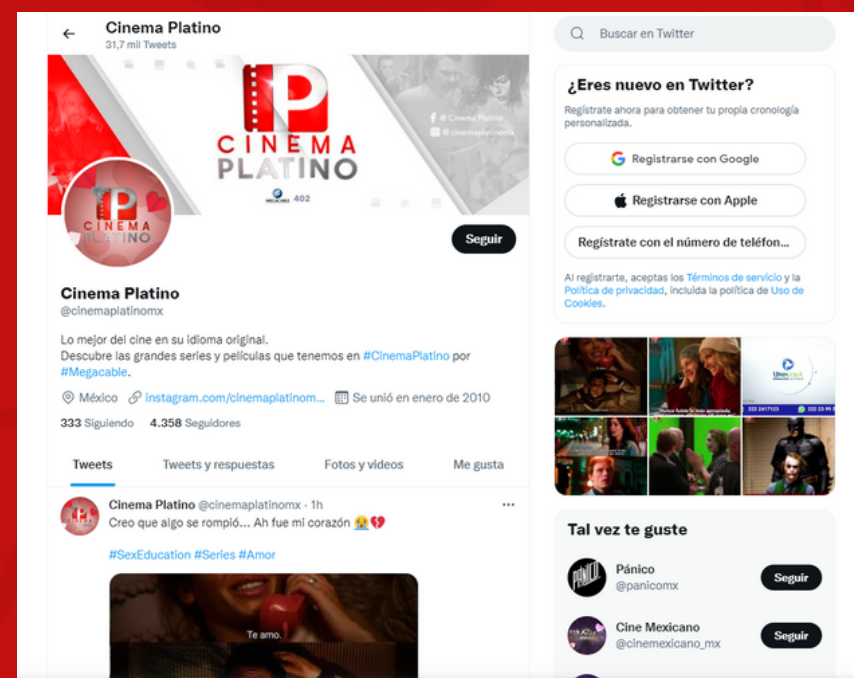 Cinema Platino
31,7 mil Tweets
Cinema Platino
@cinemaplatinomx
CINEMA
PLATINO
MEGACABLE 402
CINEMA
PLATINO
Seguir
Cinema Platino
@cinemaplatinomx
Lo mejor del cine en su idioma original.
Descubre las grandes series y películas que tenemos en #CinemaPlatino por
#Megacable.
México instagram.com/cinemaplatinom... Se unió en enero de 2010
333 Siguiendo 4.358 Seguidores
Tweets Tweets y respuestas Fotos y videos Me gusta
Cinema Platino @cinemaplatinomx · 1h
Creo que algo se rompió... Ah fue mi corazón 😭💔
#SexEducation #Series #Amor
Te amo.
Buscar en Twitter
¿Eres nuevo en Twitter?
Regístrate ahora para obtener tu propia cronología
personalizada.
Registrarse con Google
Registrarse con Apple
Regístrate con el número de teléfon...
Al registrarte, aceptas los Términos de servicio y la
Política de privacidad, incluida la política de Uso de
Cookies.
222 2417123
Tal vez te guste
Pánico
@panicomx
Seguir
Cine Mexicano
@cinemexicano_mx
Seguir